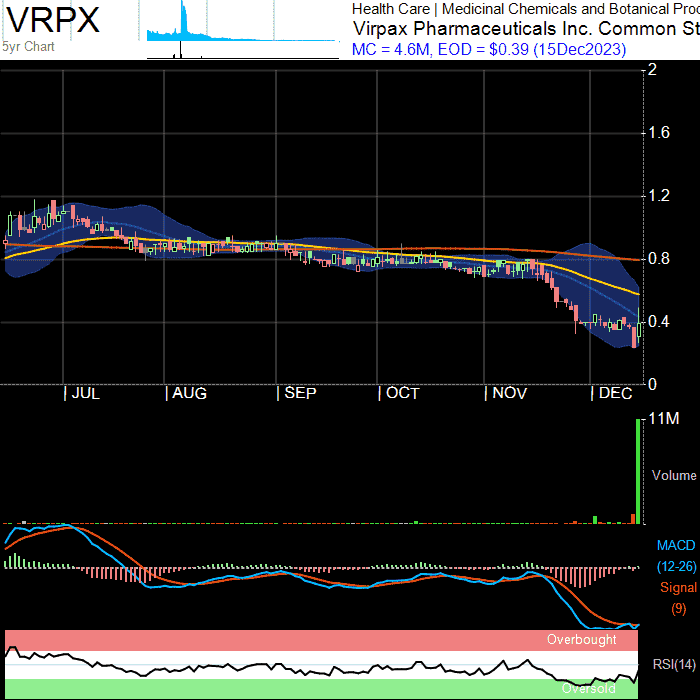 VRPX
5yr Chart
Health Care | Medicinal Chemicals and Botanical
Virpax Pharmaceuticals Inc. Common
MC = 4.6M, EOD = $0.39 (15Dec2023)
2
1.6
1.2
0.8
0.4
0
JUL AUG SEP OCT NOV DEC
11M
Volume
MACD
(12-26)
Signal
(9)
Overbought
RSI(14)
Oversold